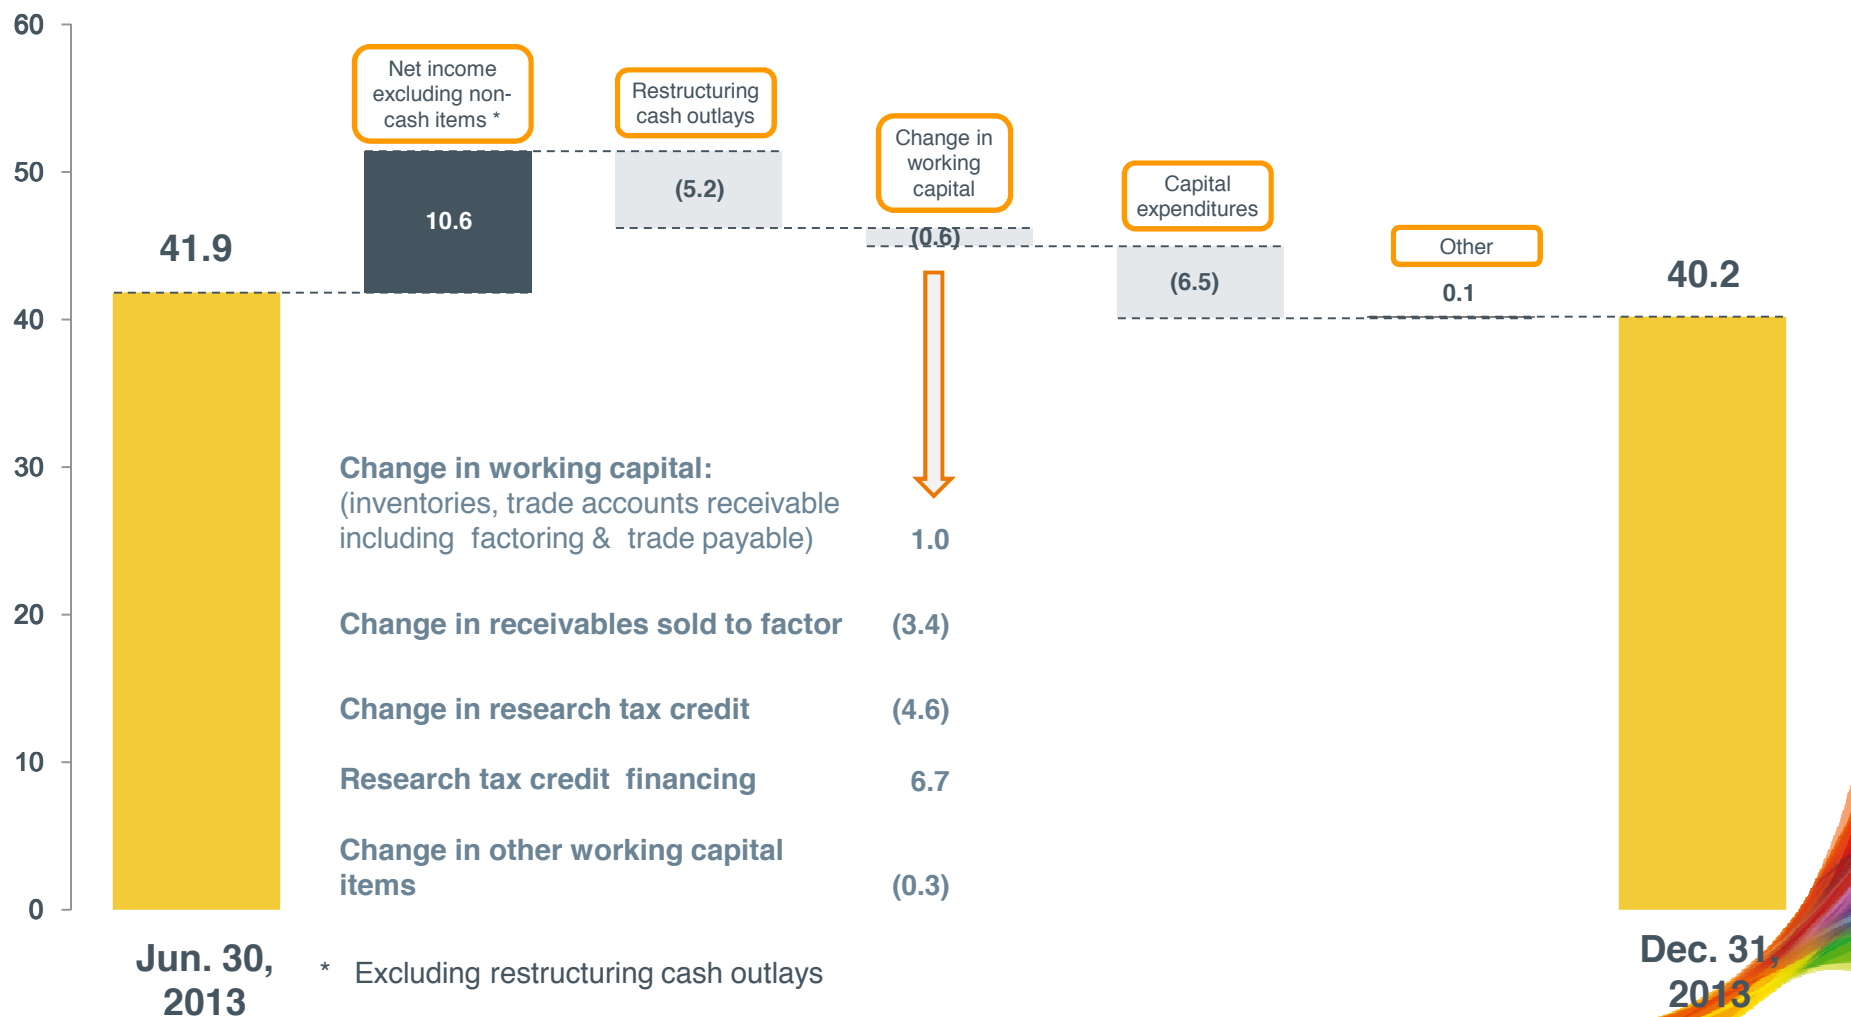 60
50
40
30
20
10
0
41.9
Net income
excluding non-
cash items *
10.6
Restructuring
cash outlays
(5.2)
Change in
working
capital
(0.6)
Capital
expenditures
(6.5)
Other
0.1
40.2
Change in working capital:
(inventories, trade accounts receivable
including factoring & trade payable) 1.0
Change in receivables sold to factor (3.4)
Change in research tax credit (4.6)
Research tax credit financing 6.7
Change in other working capital
items (0.3)
Jun. 30,
2013
Dec. 31,
2013
* Excluding restructuring cash outlays